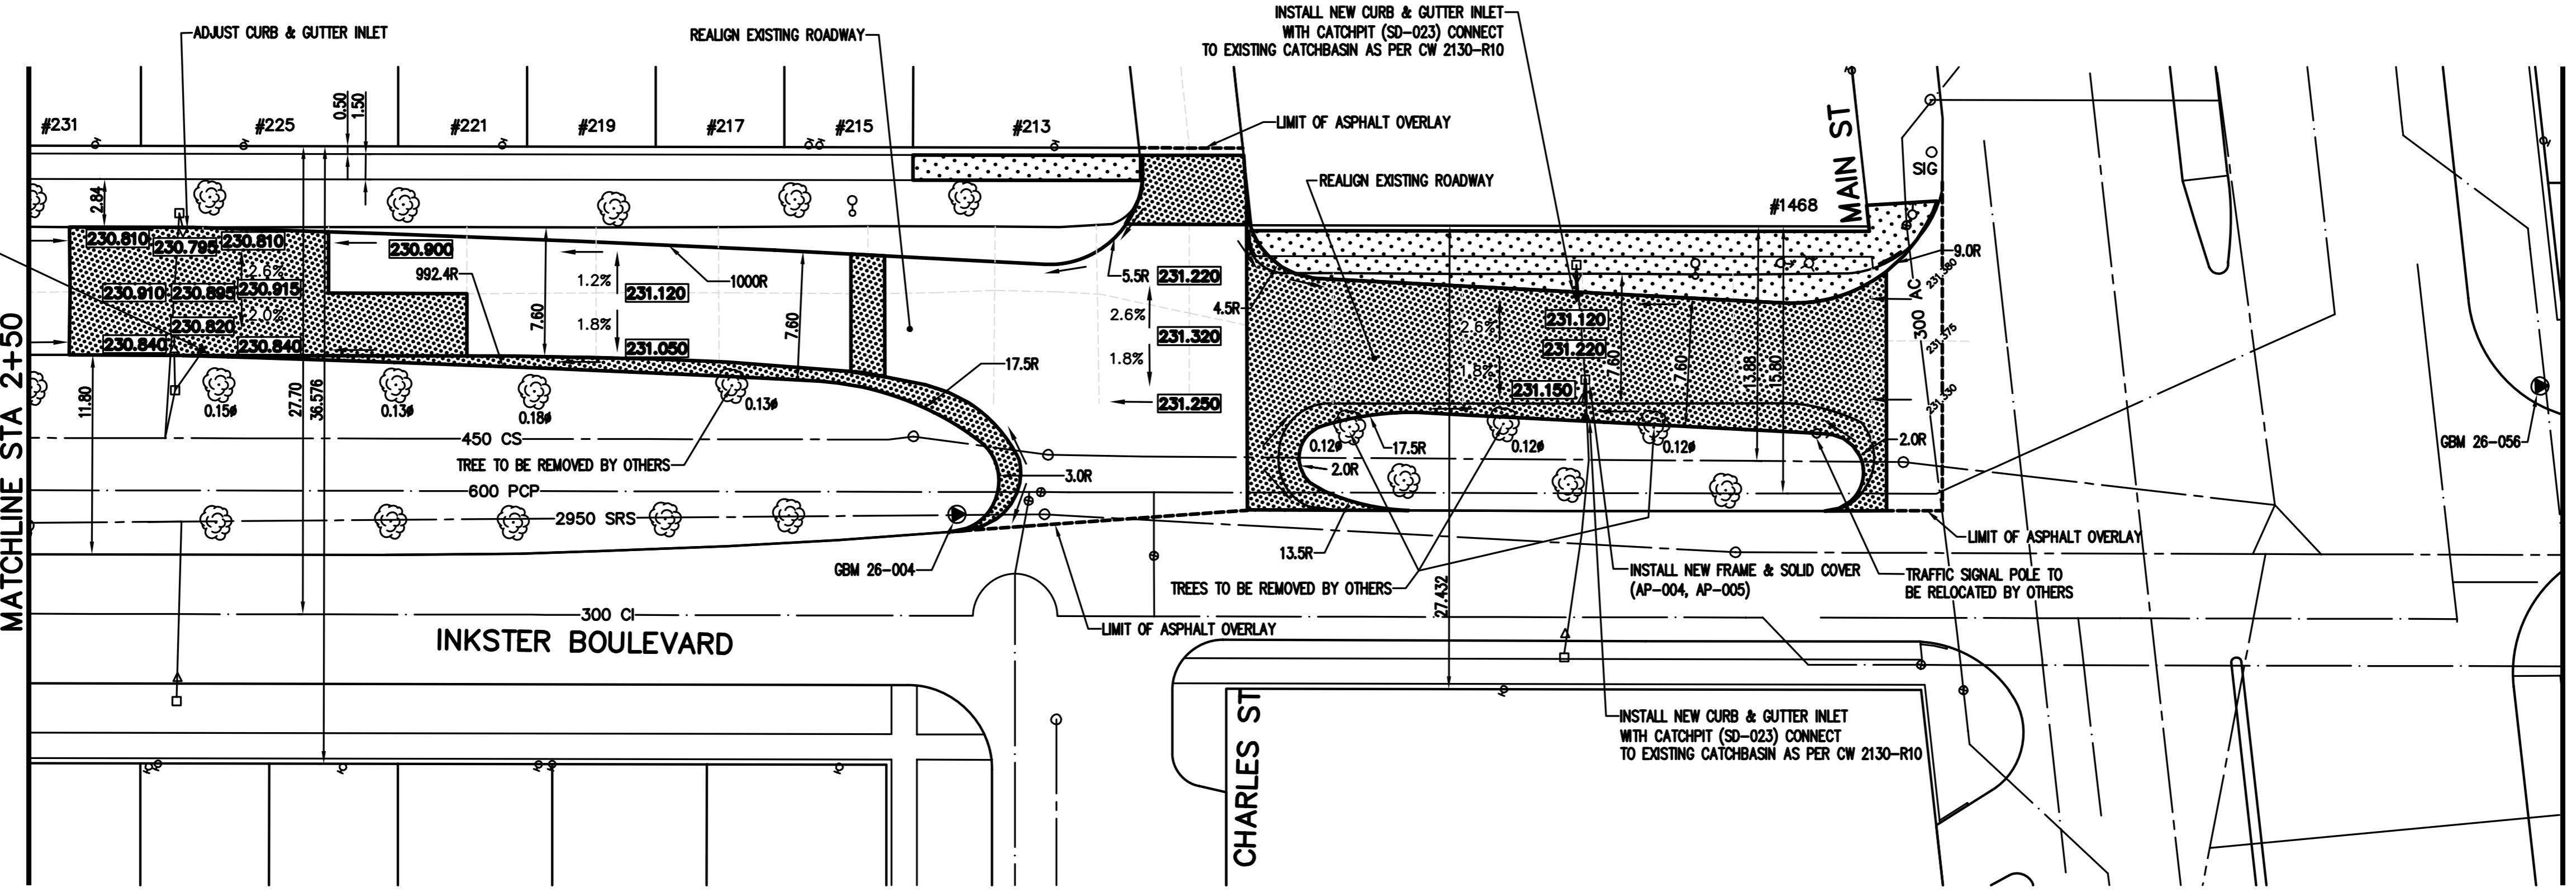 INSTALL NEW CURB & GUTTER INLET
WITH CATCHPIT (SD-023) CONNECT
TO EXISTING CATCHBASIN AS PER CW 2130-R10
ADJUST CURB & GUTTER INLET
REALIGN EXISTING ROADWAY
#231
#225
#221
#219
#217
#215
#213
0.50
1.50
LIMIT OF ASPHALT OVERLAY
REALIGN EXISTING ROADWAY
MAIN ST
SIG
#1468
2.84
230.810
230.795
230.810
230.900
992.4R
2.6%
230.910
230.895
230.915
2.0%
230.820
230.840
230.840
1.2%
231.120
1.8%
231.050
7.60
1000R
7.60
5.5R
231.220
2.6%
231.320
1.8%
231.250
4.5R
2.6%
231.120
231.220
1.8%
231.150
7.60
7.60
13.88
15.80
9.0R
300 AC
231.380
231.375
231.330
MATCHLINE STA 2+50
11.80
27.70
36.576
0.15ø
0.13ø
0.18ø
0.13ø
17.5R
450 CS
TREE TO BE REMOVED BY OTHERS
600 PCP
2950 SRS
3.0R
GBM 26-004
0.12ø
17.5R
0.12ø
0.12ø
2.0R
2.0R
GBM 26-056
13.5R
LIMIT OF ASPHALT OVERLAY
TREES TO BE REMOVED BY OTHERS
27.432
INSTALL NEW FRAME & SOLID COVER
(AP-004, AP-005)
TRAFFIC SIGNAL POLE TO
BE RELOCATED BY OTHERS
300 CI
LIMIT OF ASPHALT OVERLAY
INKSTER BOULEVARD
CHARLES ST
INSTALL NEW CURB & GUTTER INLET
WITH CATCHPIT (SD-023) CONNECT
TO EXISTING CATCHBASIN AS PER CW 2130-R10